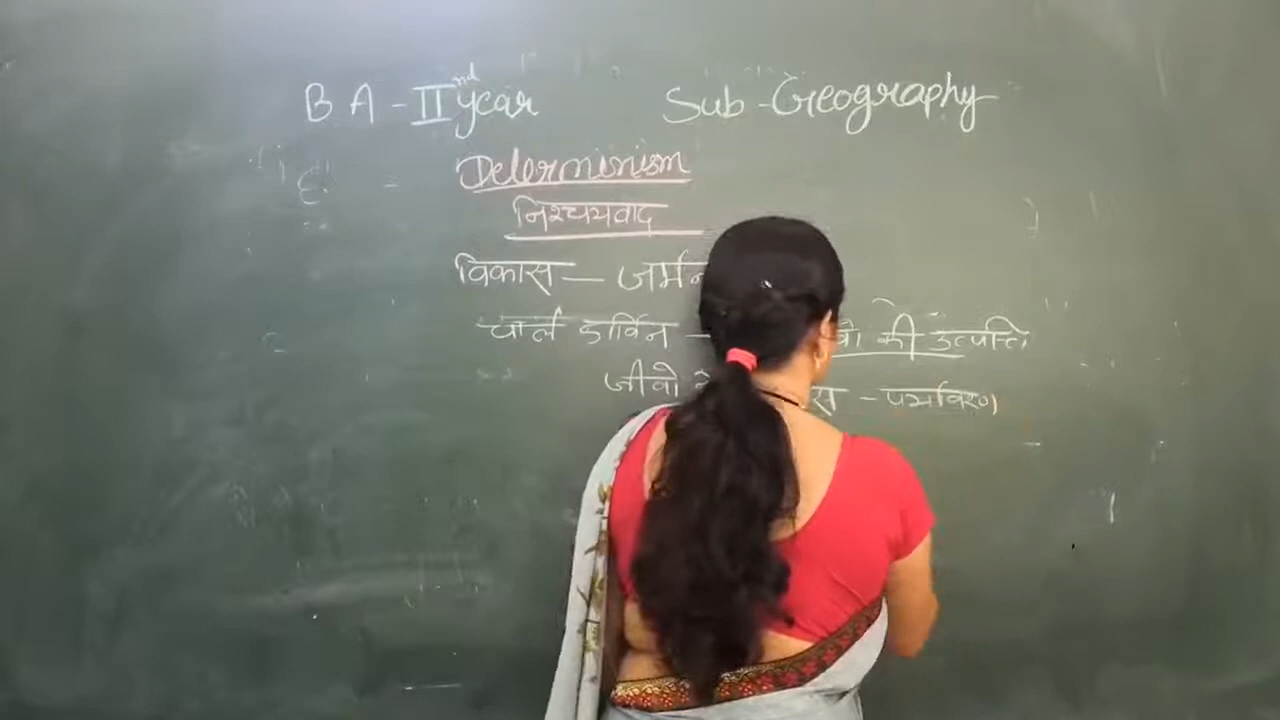 B A - II nd year Sub - Geography
Determinism
निश्चयवाद
विकास — जर्मन
चार्ल डार्विन - वो की उत्पत्ति
जीवो स - पर्यावरण